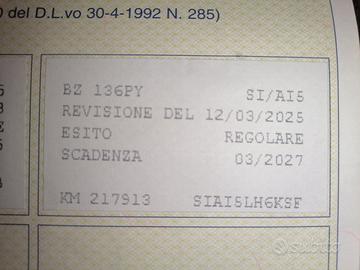 O del D.L.vo 30-4-1992 N. 285)
BZ 136PY SI/AI5
REVISIONE DEL 12/03/2025
ESITO REGOLARE
SCADENZA 03/2027
KM 217913 SIAI5LH6KSF
subito